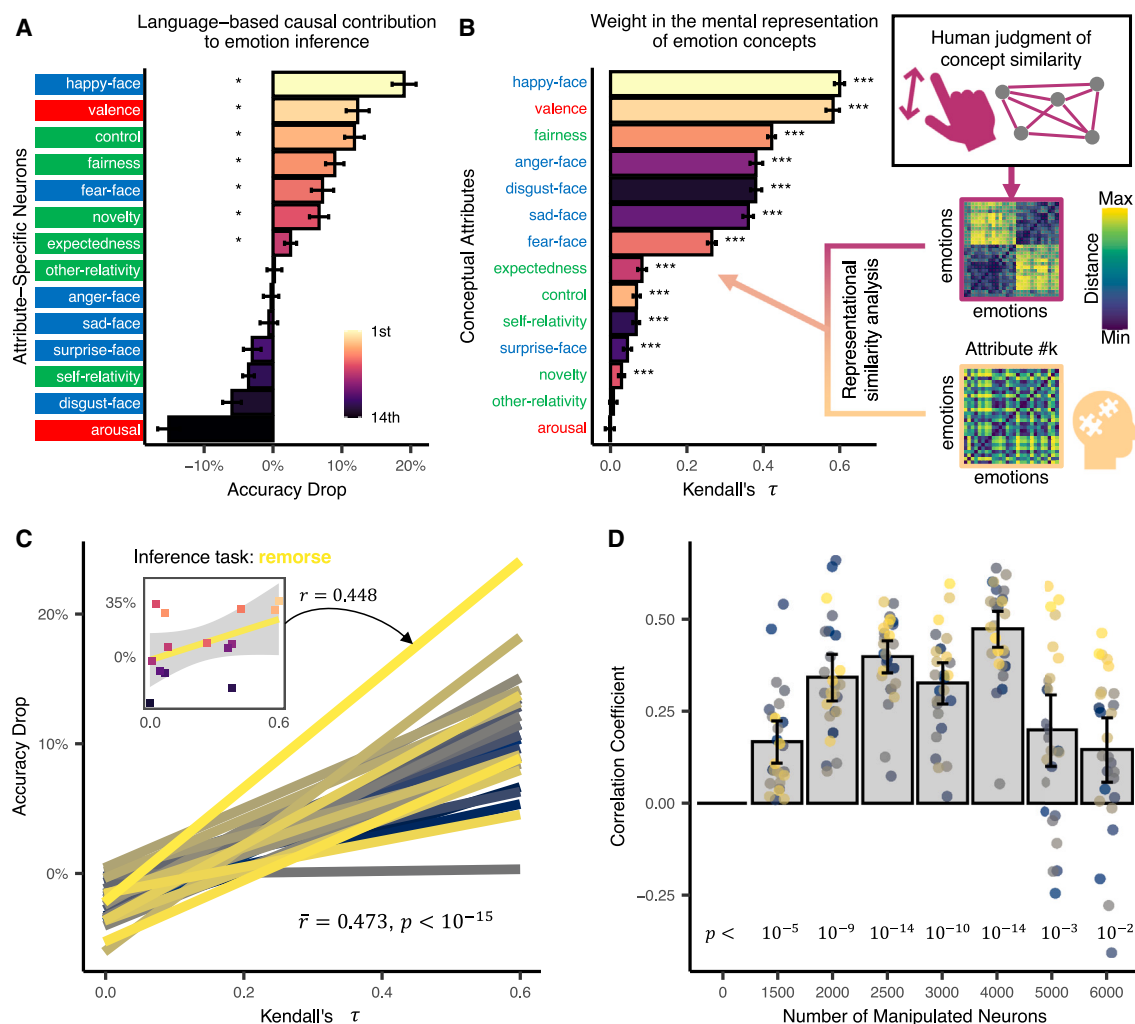 A
Language–based causal contribution
to emotion inference
Attribute–Specific Neurons
happy-face
*
valence
*
control
*
fairness
*
fear-face
*
novelty
*
expectedness
*
other-relativity
anger-face
sad-face
surprise-face
self-relativity
disgust-face
arousal
1st
14th
−10%
0%
10%
20%
Accuracy Drop
B
Weight in the mental representation
of emotion concepts
Conceptual Attributes
happy-face
***
valence
***
fairness
***
anger-face
***
disgust-face
***
sad-face
***
fear-face
***
expectedness
***
control
***
self-relativity
***
surprise-face
***
novelty
***
other-relativity
arousal
0.0
0.2
0.4
0.6
Kendall's τ
Human judgment of
concept similarity
emotions
emotions
Max
Distance
Min
Representational
similarity analysis
Attribute #k
emotions
emotions
C
Inference task: remorse
35%
0%
0.0
0.6
r = 0.448
20%
10%
0%
Accuracy Drop
r̄ = 0.473, p < 10⁻¹⁵
0.0
0.2
0.4
0.6
Kendall's τ
D
Correlation Coefficient
0.50
0.25
0.00
−0.25
p < 10⁻⁵ 10⁻⁹ 10⁻¹⁴ 10⁻¹⁰ 10⁻¹⁴ 10⁻³ 10⁻²
0 1500 2000 2500 3000 4000 5000 6000
Number of Manipulated Neurons